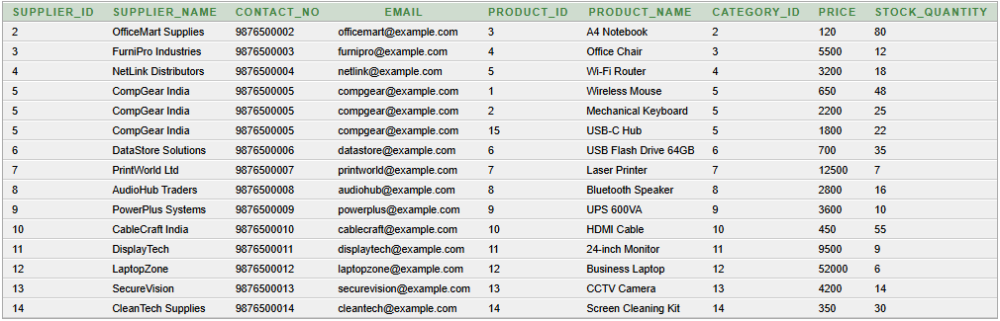 SUPPLIER_ID SUPPLIER_NAME CONTACT_NO EMAIL PRODUCT_ID PRODUCT_NAME CATEGORY_ID PRICE STOCK_QUANTITY
2 OfficeMart Supplies 9876500002 officemart@example.com 3 A4 Notebook 2 120 80
3 FurniPro Industries 9876500003 furnipro@example.com 4 Office Chair 3 5500 12
4 NetLink Distributors 9876500004 netlink@example.com 5 Wi-Fi Router 4 3200 18
5 CompGear India 9876500005 compgear@example.com 1 Wireless Mouse 5 650 48
5 CompGear India 9876500005 compgear@example.com 2 Mechanical Keyboard 5 2200 25
5 CompGear India 9876500005 compgear@example.com 15 USB-C Hub 5 1800 22
6 DataStore Solutions 9876500006 datastore@example.com 6 USB Flash Drive 64GB 6 700 35
7 PrintWorld Ltd 9876500007 printworld@example.com 7 Laser Printer 7 12500 7
8 AudioHub Traders 9876500008 audiohub@example.com 8 Bluetooth Speaker 8 2800 16
9 PowerPlus Systems 9876500009 powerplus@example.com 9 UPS 600VA 9 3600 10
10 CableCraft India 9876500010 cablecraft@example.com 10 HDMI Cable 10 450 55
11 DisplayTech 9876500011 displaytech@example.com 11 24-inch Monitor 11 9500 9
12 LaptopZone 9876500012 laptopzone@example.com 12 Business Laptop 12 52000 6
13 SecureVision 9876500013 securevision@example.com 13 CCTV Camera 13 4200 14
14 CleanTech Supplies 9876500014 cleantech@example.com 14 Screen Cleaning Kit 14 350 30